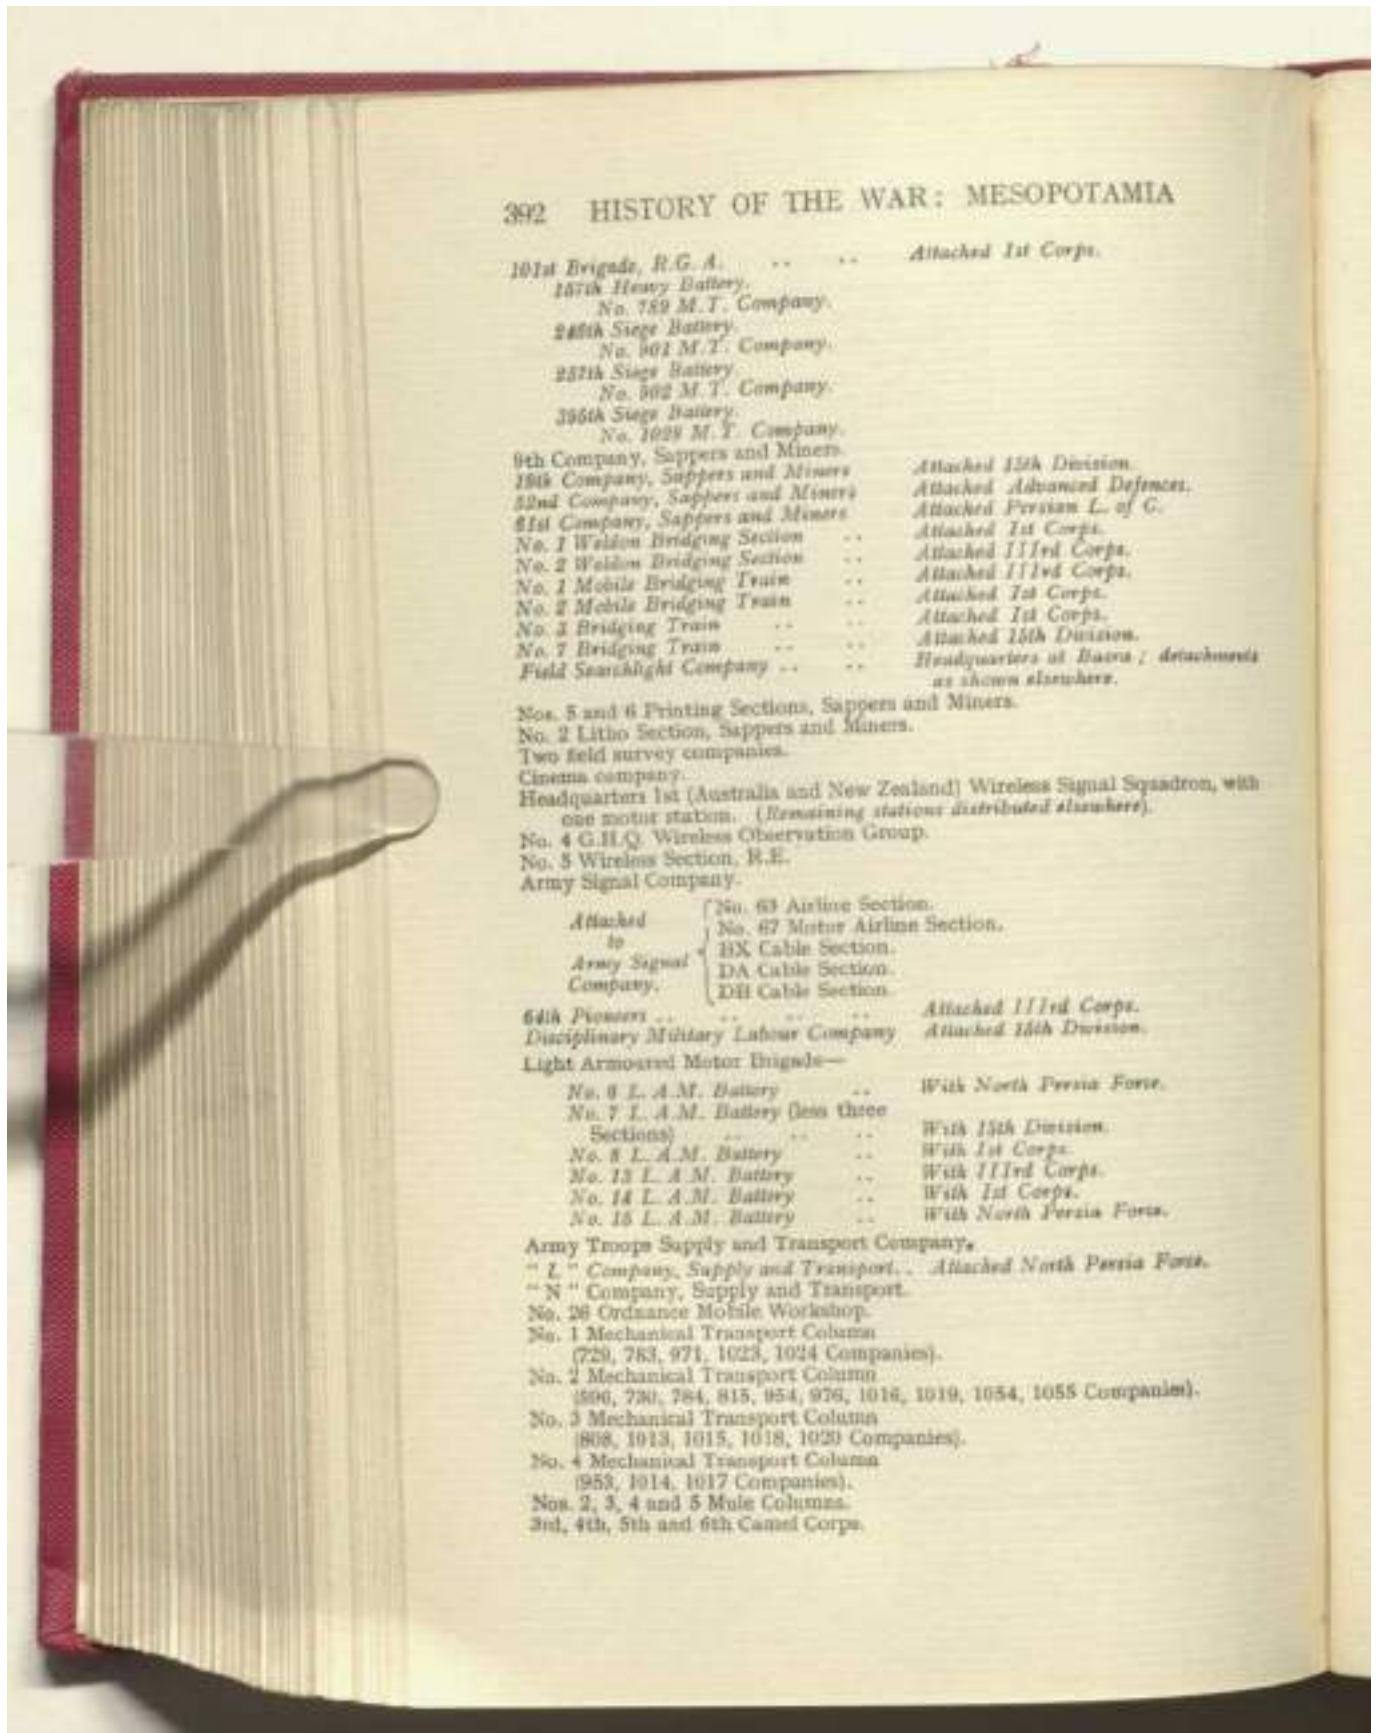 392 HISTORY OF THE WAR: MESOPOTAMIA
101st Brigade, R.G.A. .. .. Attached 1st Corps.
157th Heavy Battery.
No. 789 M.T. Company.
246th Siege Battery.
No. 901 M.T. Company.
257th Siege Battery.
No. 902 M.T. Company.
395th Siege Battery.
No. 1028 M.T. Company.
9th Company, Sappers and Miners.
19th Company, Sappers and Miners Attached 15th Division.
52nd Company, Sappers and Miners Attached Advanced Defences.
61st Company, Sappers and Miners Attached Persian L. of C.
No. 1 Weldon Bridging Section .. Attached 1st Corps.
No. 2 Weldon Bridging Section .. Attached IIIrd Corps.
No. 1 Mobile Bridging Train .. Attached IIIrd Corps.
No. 2 Mobile Bridging Train .. Attached 1st Corps.
No. 3 Bridging Train .. .. Attached 1st Corps.
No. 7 Bridging Train .. .. Attached 15th Division.
Field Searchlight Company .. .. Headquarters at Basra; detachments
as shown elsewhere.
Nos. 5 and 6 Printing Sections, Sappers and Miners.
No. 2 Litho Section, Sappers and Miners.
Two field survey companies.
Cinema company.
Headquarters 1st (Australia and New Zealand) Wireless Signal Squadron, with
one motor station. (Remaining stations distributed elsewhere).
No. 4 G.H.Q. Wireless Observation Group.
No. 5 Wireless Section, R.E.
Army Signal Company.
Attached to Army Signal Company.
No. 63 Airline Section.
No. 67 Motor Airline Section.
BX Cable Section.
DA Cable Section.
DH Cable Section.
64th Pioneers .. .. .. .. Attached IIIrd Corps.
Disciplinary Military Labour Company Attached 15th Division.
Light Armoured Motor Brigade—
No. 6 L.A.M. Battery .. With North Persia Force.
No. 7 L.A.M. Battery (less three
Sections) .. .. .. With 15th Division.
No. 8 L.A.M. Battery .. With 1st Corps.
No. 13 L.A.M. Battery .. With IIIrd Corps.
No. 14 L.A.M. Battery .. With 1st Corps.
No. 15 L.A.M. Battery .. With North Persia Force.
Army Troops Supply and Transport Company.
"L" Company, Supply and Transport.. Attached North Persia Force.
"N" Company, Supply and Transport.
No. 26 Ordnance Mobile Workshop.
No. 1 Mechanical Transport Column
(729, 783, 971, 1023, 1024 Companies).
No. 2 Mechanical Transport Column
(596, 730, 784, 815, 954, 976, 1016, 1019, 1054, 1055 Companies).
No. 3 Mechanical Transport Column
(808, 1013, 1015, 1018, 1020 Companies).
No. 4 Mechanical Transport Column
(953, 1014, 1017 Companies).
Nos. 2, 3, 4 and 5 Mule Columns.
3rd, 4th, 5th and 6th Camel Corps.